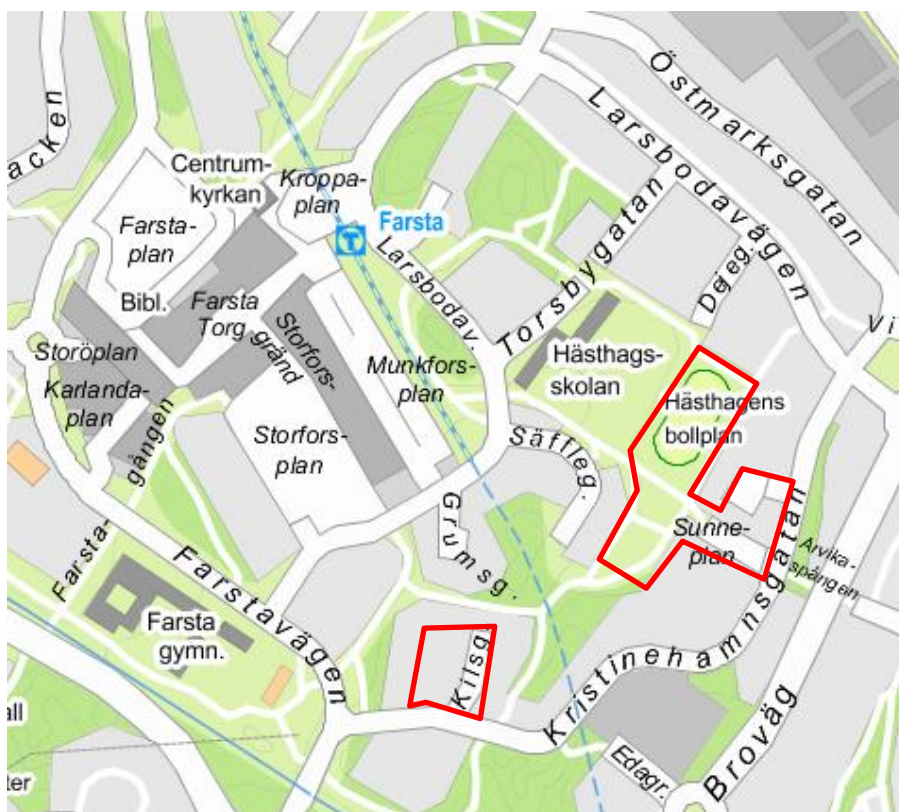 Östmarksgatan
Larsbodavägen
acken
Centrum-
kyrkan
Kroppa-
plan
Farsta
Farsta-
plan
Larsbodav.
Torsbygatan
Dejeg.
Vi
Bibl.
Farsta
Torg
Storfors-
gränd
Munkfors-
plan
Hästhags-
skolan
Storöplan
Karlanda-
plan
Hästhagens
bollplan
Storfors-
plan
Säffleg.
Farsta-
gången
Grumsg.
Sunne-
plan
Arvika-
spången
Farstavägen
Farsta
gymn.
Kilsg
Kristinehamnsgatan
Broväg
Edagr.
all
ter